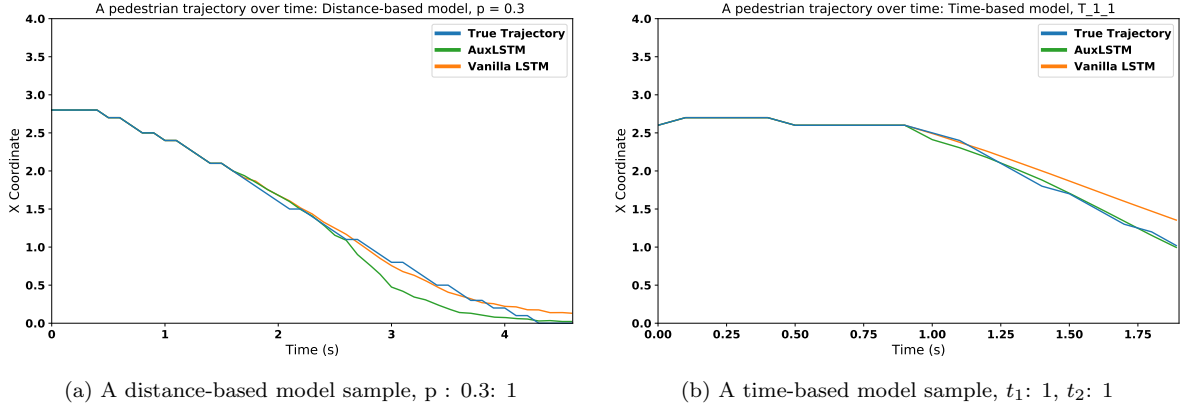 A pedestrian trajectory over time: Distance-based model, p = 0.3
4.0
3.5
3.0
2.5
2.0
1.5
1.0
0.5
0.0
X Coordinate
True Trajectory
AuxLSTM
Vanilla LSTM
0 1 2 3 4
Time (s)
(a) A distance-based model sample, p : 0.3: 1
A pedestrian trajectory over time: Time-based model, T_1_1
4.0
3.5
3.0
2.5
2.0
1.5
1.0
0.5
0.0
X Coordinate
True Trajectory
AuxLSTM
Vanilla LSTM
0.00 0.25 0.50 0.75 1.00 1.25 1.50 1.75
Time (s)
(b) A time-based model sample, t₁: 1, t₂: 1